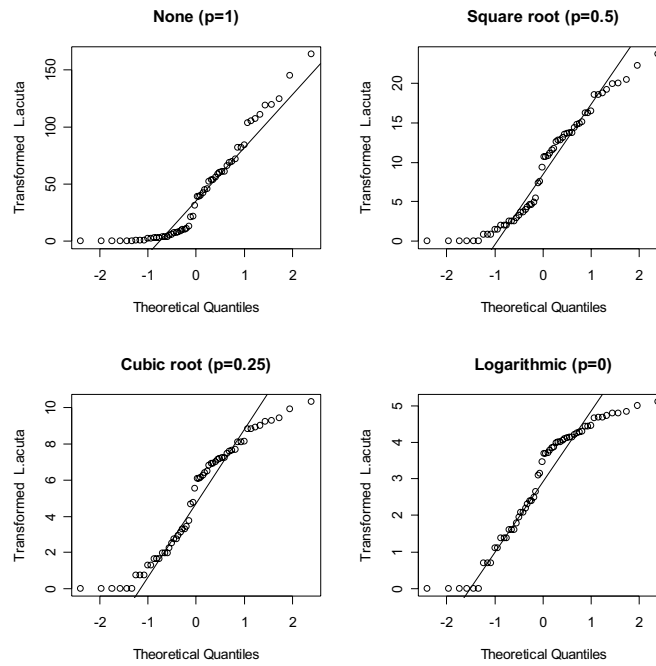 None (p=1)
Transformed L.acuta
0 50 100 150
-2 -1 0 1 2
Theoretical Quantiles
Square root (p=0.5)
Transformed L.acuta
0 5 10 15 20
-2 -1 0 1 2
Theoretical Quantiles
Cubic root (p=0.25)
Transformed L.acuta
0 2 4 6 8 10
-2 -1 0 1 2
Theoretical Quantiles
Logarithmic (p=0)
Transformed L.acuta
0 1 2 3 4 5
-2 -1 0 1 2
Theoretical Quantiles